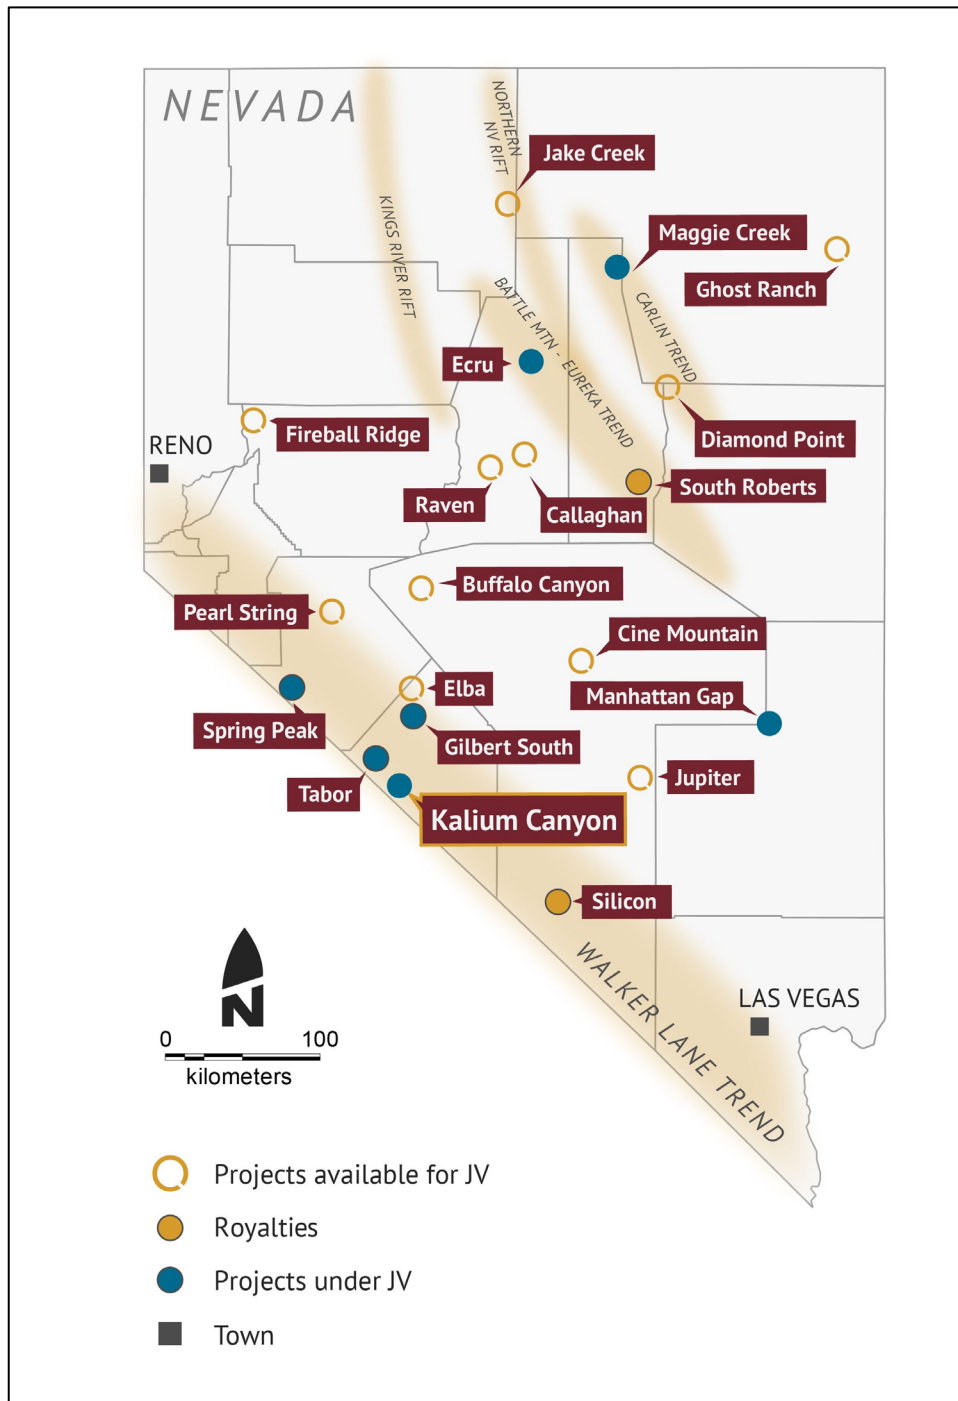 NEVADA
NORTHERN
NV RIFT
Jake Creek
KINGS RIVER RIFT
Maggie Creek
Ghost Ranch
BATTLE MTN - EUREKA TREND
CARLIN TREND
Ecru
Fireball Ridge
Diamond Point
RENO
South Roberts
Raven
Callaghan
Buffalo Canyon
Pearl String
Cine Mountain
Elba
Manhattan Gap
Spring Peak
Gilbert South
Jupiter
Tabor
Kalium Canyon
Silicon
WALKER LANE TREND
LAS VEGAS
N
0 100
kilometers
Projects available for JV
Royalties
Projects under JV
Town